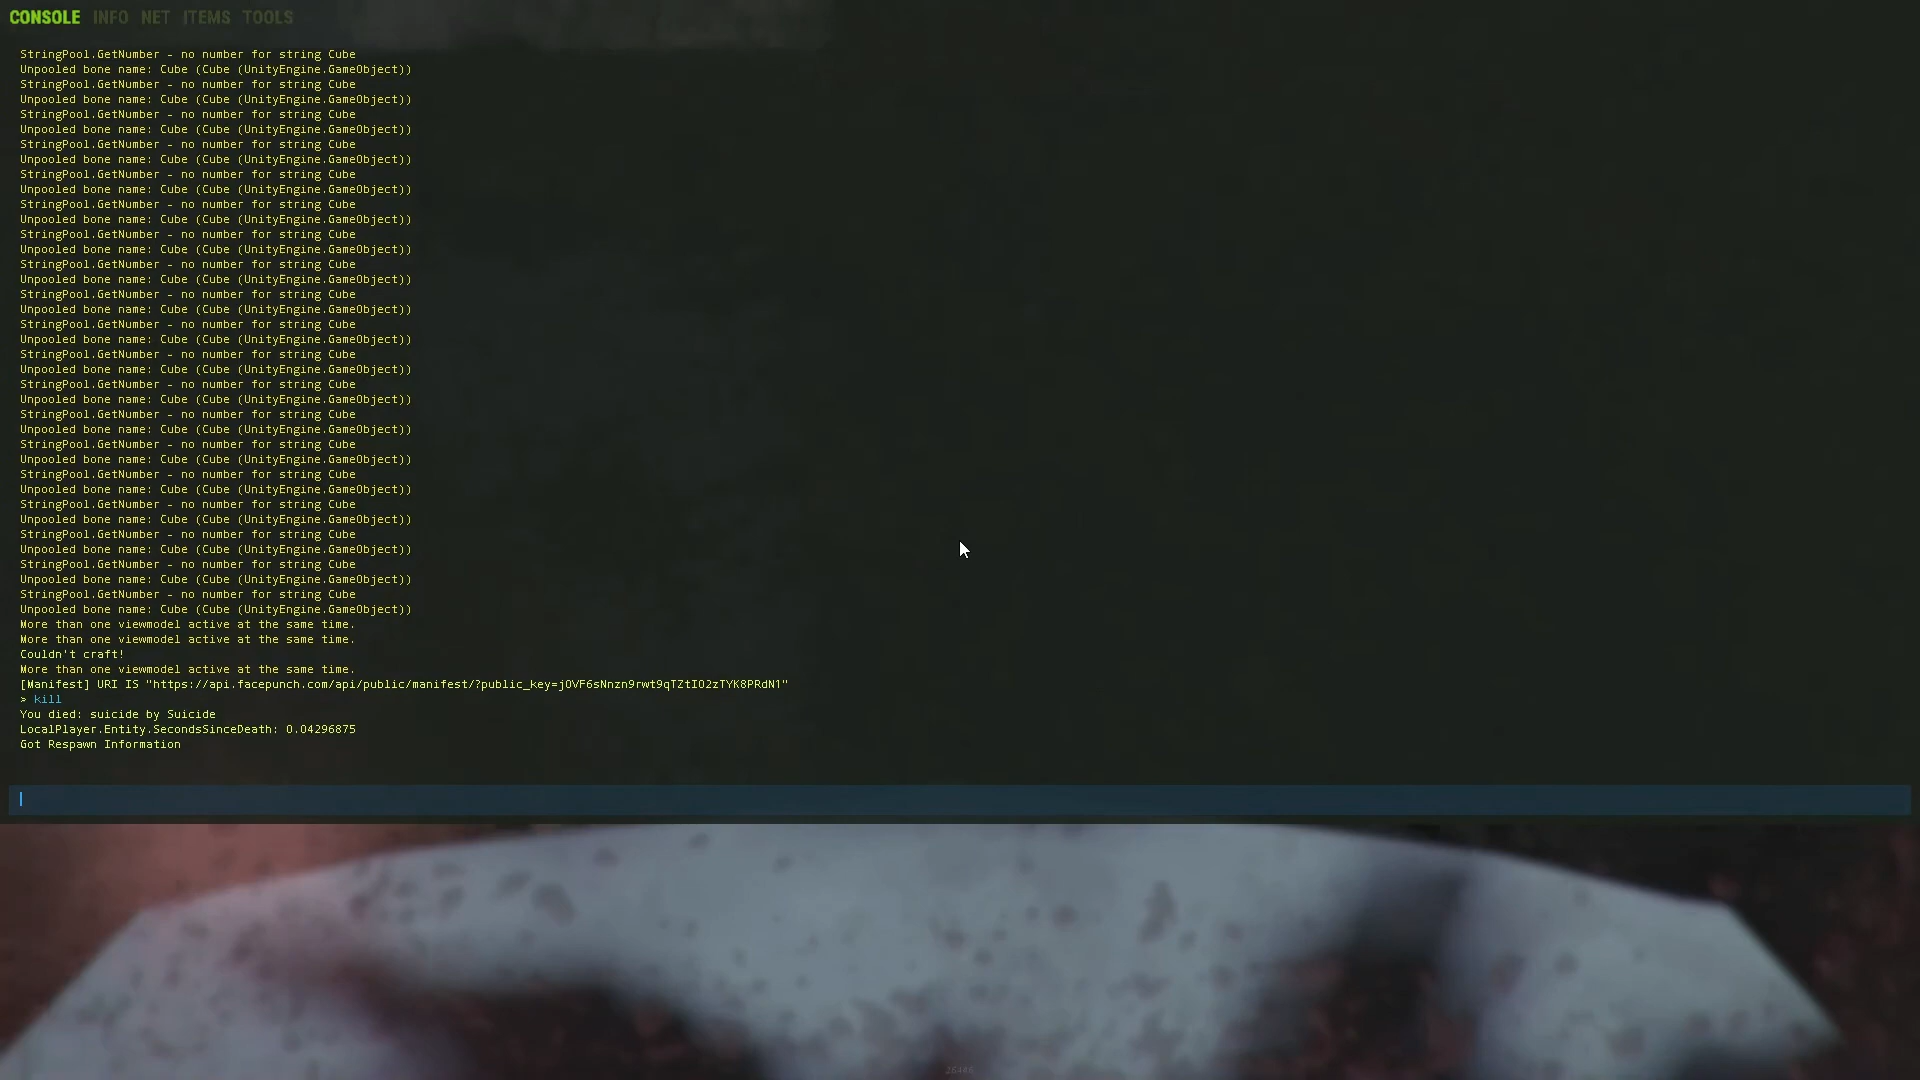 CONSOLE INFO NET ITEMS TOOLS
StringPool.GetNumber - no number for string Cube
Unpooled bone name: Cube (Cube (UnityEngine.GameObject))
StringPool.GetNumber - no number for string Cube
Unpooled bone name: Cube (Cube (UnityEngine.GameObject))
StringPool.GetNumber - no number for string Cube
Unpooled bone name: Cube (Cube (UnityEngine.GameObject))
StringPool.GetNumber - no number for string Cube
Unpooled bone name: Cube (Cube (UnityEngine.GameObject))
StringPool.GetNumber - no number for string Cube
Unpooled bone name: Cube (Cube (UnityEngine.GameObject))
StringPool.GetNumber - no number for string Cube
Unpooled bone name: Cube (Cube (UnityEngine.GameObject))
StringPool.GetNumber - no number for string Cube
Unpooled bone name: Cube (Cube (UnityEngine.GameObject))
StringPool.GetNumber - no number for string Cube
Unpooled bone name: Cube (Cube (UnityEngine.GameObject))
StringPool.GetNumber - no number for string Cube
Unpooled bone name: Cube (Cube (UnityEngine.GameObject))
StringPool.GetNumber - no number for string Cube
Unpooled bone name: Cube (Cube (UnityEngine.GameObject))
StringPool.GetNumber - no number for string Cube
Unpooled bone name: Cube (Cube (UnityEngine.GameObject))
StringPool.GetNumber - no number for string Cube
Unpooled bone name: Cube (Cube (UnityEngine.GameObject))
StringPool.GetNumber - no number for string Cube
Unpooled bone name: Cube (Cube (UnityEngine.GameObject))
StringPool.GetNumber - no number for string Cube
Unpooled bone name: Cube (Cube (UnityEngine.GameObject))
StringPool.GetNumber - no number for string Cube
Unpooled bone name: Cube (Cube (UnityEngine.GameObject))
StringPool.GetNumber - no number for string Cube
Unpooled bone name: Cube (Cube (UnityEngine.GameObject))
StringPool.GetNumber - no number for string Cube
Unpooled bone name: Cube (Cube (UnityEngine.GameObject))
StringPool.GetNumber - no number for string Cube
Unpooled bone name: Cube (Cube (UnityEngine.GameObject))
StringPool.GetNumber - no number for string Cube
Unpooled bone name: Cube (Cube (UnityEngine.GameObject))
More than one viewmodel active at the same time.
More than one viewmodel active at the same time.
Couldn't craft!
More than one viewmodel active at the same time.
[Manifest] URI IS "https://api.facepunch.com/api/public/manifest/?public_key=jOVF6sNnzn9rwt9qTZtIO2zTYK8PRdN1"
> kill
You died: suicide by Suicide
LocalPlayer.Entity.SecondsSinceDeath: 0.04296875
Got Respawn Information